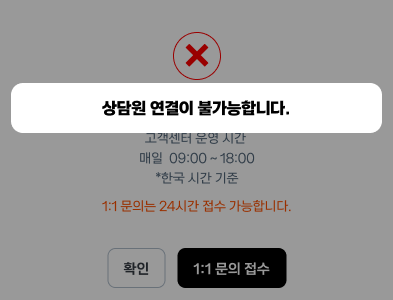 상담원 연결이 불가능합니다.
고객센터 운영 시간
매일 09:00 ~ 18:00
*한국 시간 기준
1:1 문의는 24시간 접수 가능합니다.
확인
1:1 문의 접수